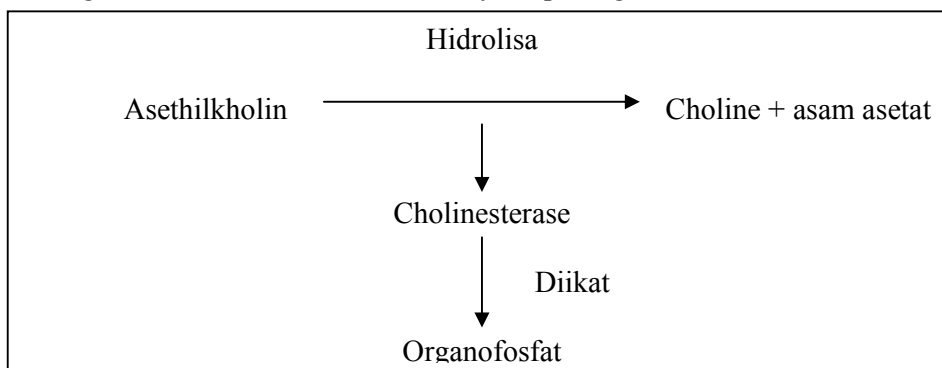 Hidrolisa
Asethilkholin Choline + asam asetat
Cholinesterase
Diikat
Organofosfat